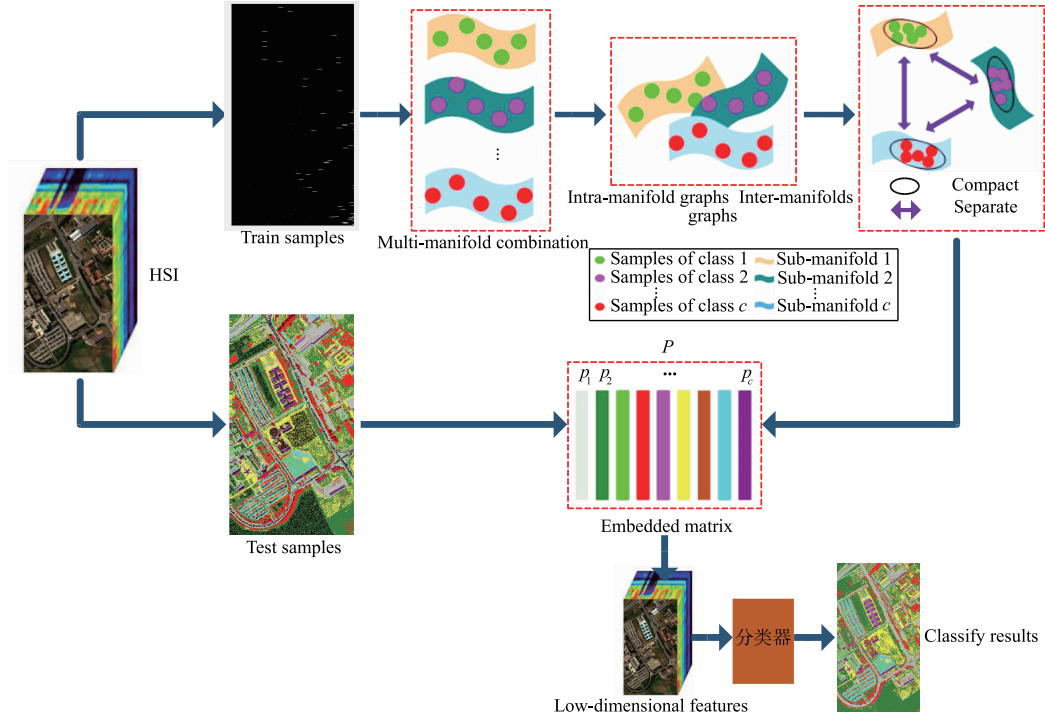 HSI
Train samples
Multi-manifold combination
Intra-manifold graphs Inter-manifolds
graphs
Compact
Separate
Samples of class 1 Sub-manifold 1
Samples of class 2 Sub-manifold 2
⋮ ⋮
Samples of class c Sub-manifold c
P
p1 p2 ... pc
Embedded matrix
Test samples
分类器
Classify results
Low-dimensional features